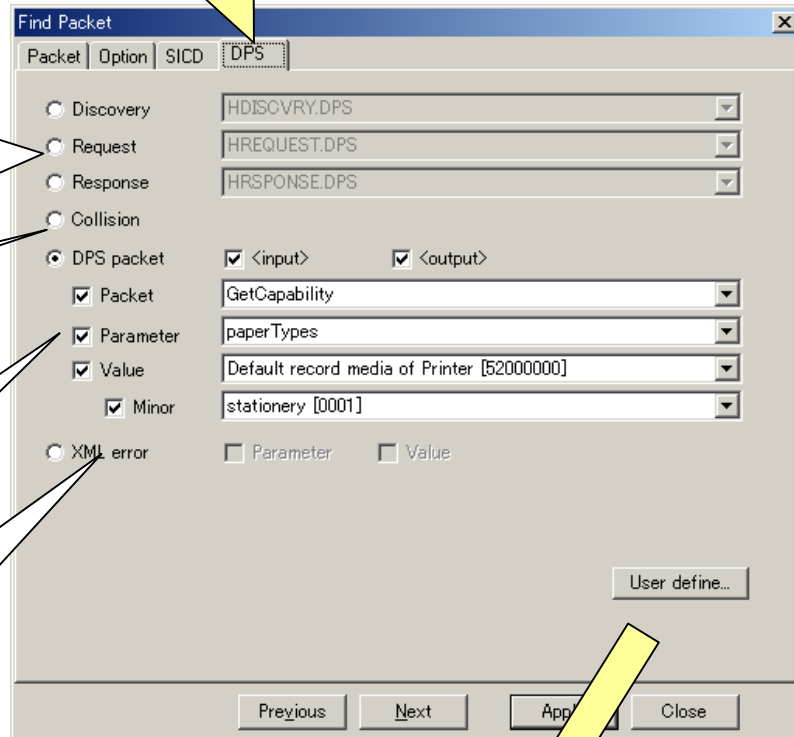 Find Packet
Packet Option SICD DPS
Discovery HDISCVRY.DPS
Request HREQUEST.DPS
Response HRSPONSE.DPS
Collision
DPS packet <input> <output>
Packet GetCapability
Parameter paperTypes
Value Default record media of Printer [52000000]
Minor stationery [0001]
XML error Parameter Value
User define...
Previous Next Close